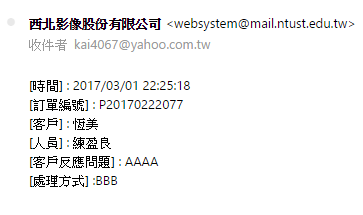 西北影像股份有限公司 <websystem@mail.ntust.edu.tw>
收件者 kai4067@yahoo.com.tw
[時間] : 2017/03/01 22:25:18
[訂單編號] : P20170222077
[客戶] : 恆美
[人員] : 練盈良
[客戶反應問題] : AAAA
[處理方式] :BBB